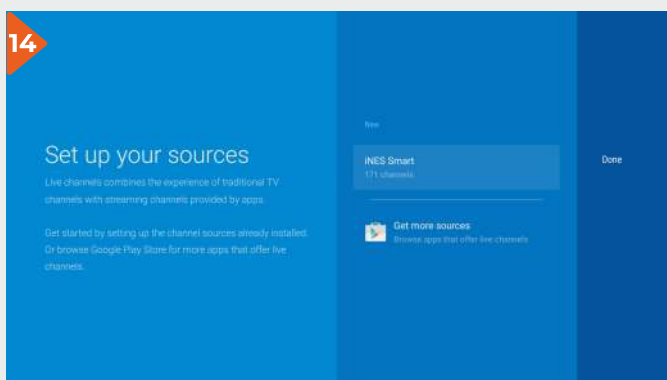 14
Set up your sources
Live channels combines the experience of traditional TV
channels with streaming channels provided by apps.
Get started by setting up the channel sources already installed.
Or browse Google Play Store for more apps that offer live
channels.
New
iNES Smart
171 channels
Get more sources
Browse apps that offer live channels
Done